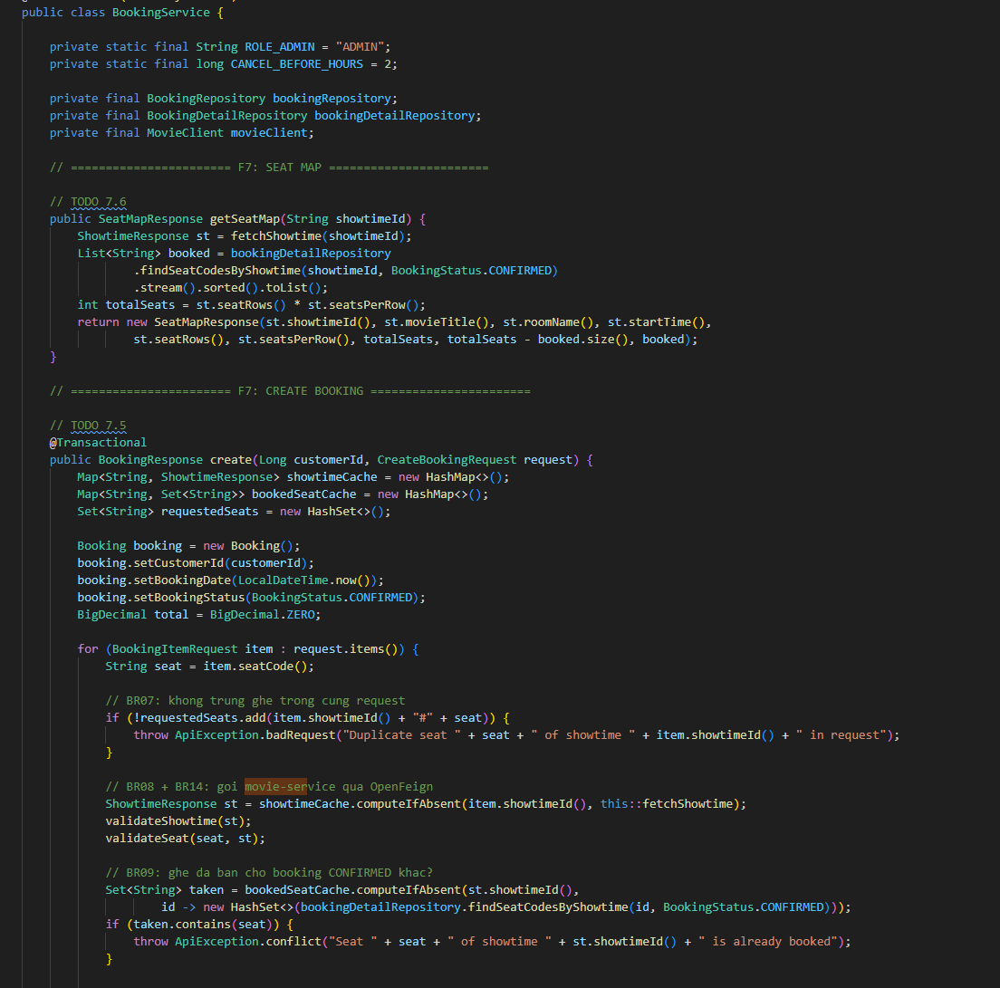 public class BookingService {
private static final String ROLE_ADMIN = "ADMIN";
private static final long CANCEL_BEFORE_HOURS = 2;
private final BookingRepository bookingRepository;
private final BookingDetailRepository bookingDetailRepository;
private final MovieClient movieClient;
// ======================= F7: SEAT MAP =======================
// TODO 7.6
public SeatMapResponse getSeatMap(String showtimeId) {
ShowtimeResponse st = fetchShowtime(showtimeId);
List<String> booked = bookingDetailRepository
.findSeatCodesByShowtime(showtimeId, BookingStatus.CONFIRMED)
.stream().sorted().toList();
int totalSeats = st.seatRows() * st.seatsPerRow();
return new SeatMapResponse(st.showtimeId(), st.movieTitle(), st.roomName(), st.startTime(),
st.seatRows(), st.seatsPerRow(), totalSeats, totalSeats - booked.size(), booked);
}
// ======================= F7: CREATE BOOKING =======================
// TODO 7.5
@Transactional
public BookingResponse create(Long customerId, CreateBookingRequest request) {
Map<String, ShowtimeResponse> showtimeCache = new HashMap<>();
Map<String, Set<String>> bookedSeatCache = new HashMap<>();
Set<String> requestedSeats = new HashSet<>();
Booking booking = new Booking();
booking.setCustomerId(customerId);
booking.setBookingDate(LocalDateTime.now());
booking.setBookingStatus(BookingStatus.CONFIRMED);
BigDecimal total = BigDecimal.ZERO;
for (BookingItemRequest item : request.items()) {
String seat = item.seatCode();
// BR07: khong trung ghe trong cung request
if (!requestedSeats.add(item.showtimeId() + "#" + seat)) {
throw ApiException.badRequest("Duplicate seat " + seat + " of showtime " + item.showtimeId() + " in request");
}
// BR08 + BR14: goi movie-service qua OpenFeign
ShowtimeResponse st = showtimeCache.computeIfAbsent(item.showtimeId(), this::fetchShowtime);
validateShowtime(st);
validateSeat(seat, st);
// BR09: ghe da ban cho booking CONFIRMED khac?
Set<String> taken = bookedSeatCache.computeIfAbsent(st.showtimeId(),
id -> new HashSet<>(bookingDetailRepository.findSeatCodesByShowtime(id, BookingStatus.CONFIRMED)));
if (taken.contains(seat)) {
throw ApiException.conflict("Seat " + seat + " of showtime " + st.showtimeId() + " is already booked");
}